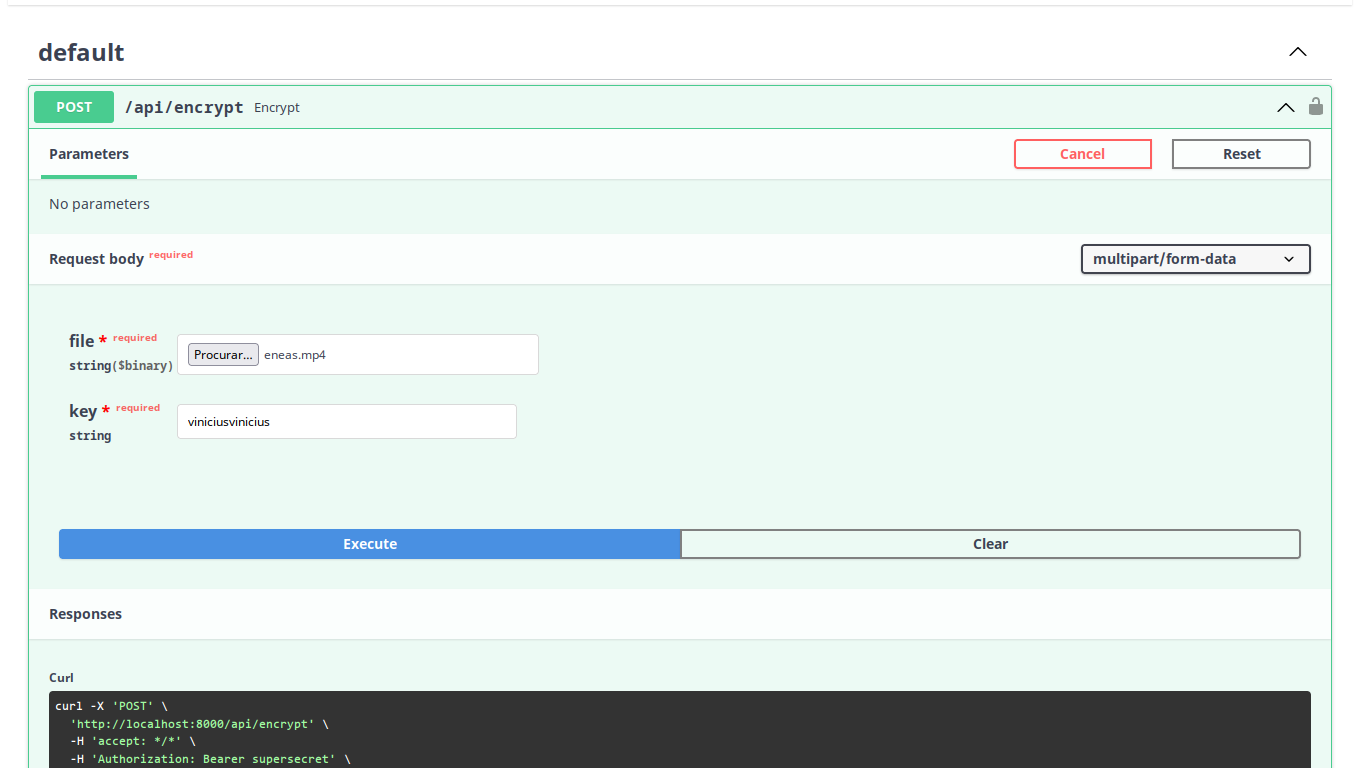 default
POST /api/encrypt Encrypt
Parameters Cancel Reset
No parameters
Request body required multipart/form-data
file * required
string($binary) Procurar... eneas.mp4
key * required
string viniciusvinicius
Execute Clear
Responses
Curl
curl -X 'POST' \
'http://localhost:8000/api/encrypt' \
-H 'accept: */*' \
-H 'Authorization: Bearer supersecret' \